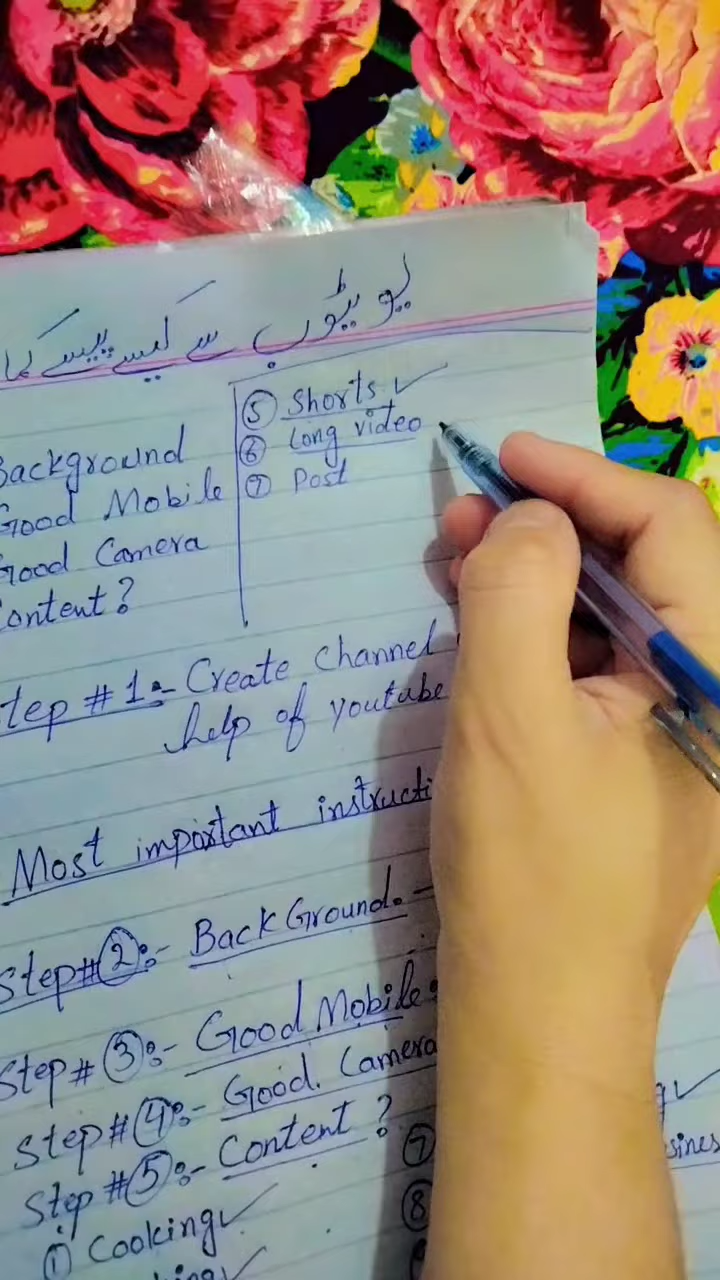 یوٹیوب سے کیسے پیسے کما
Background
Good Mobile
Good Camera
Content?
⑤ Shorts ✓
⑥ Long video
⑦ Post
Step #1:- Create Channel
help of youtube
Most important instructi
Step#②:- BackGround.-
Step#③:- Good Mobile
Step#④:- Good. Camera
Step#⑤:- Content?
① Cooking ✓
⑦
⑧